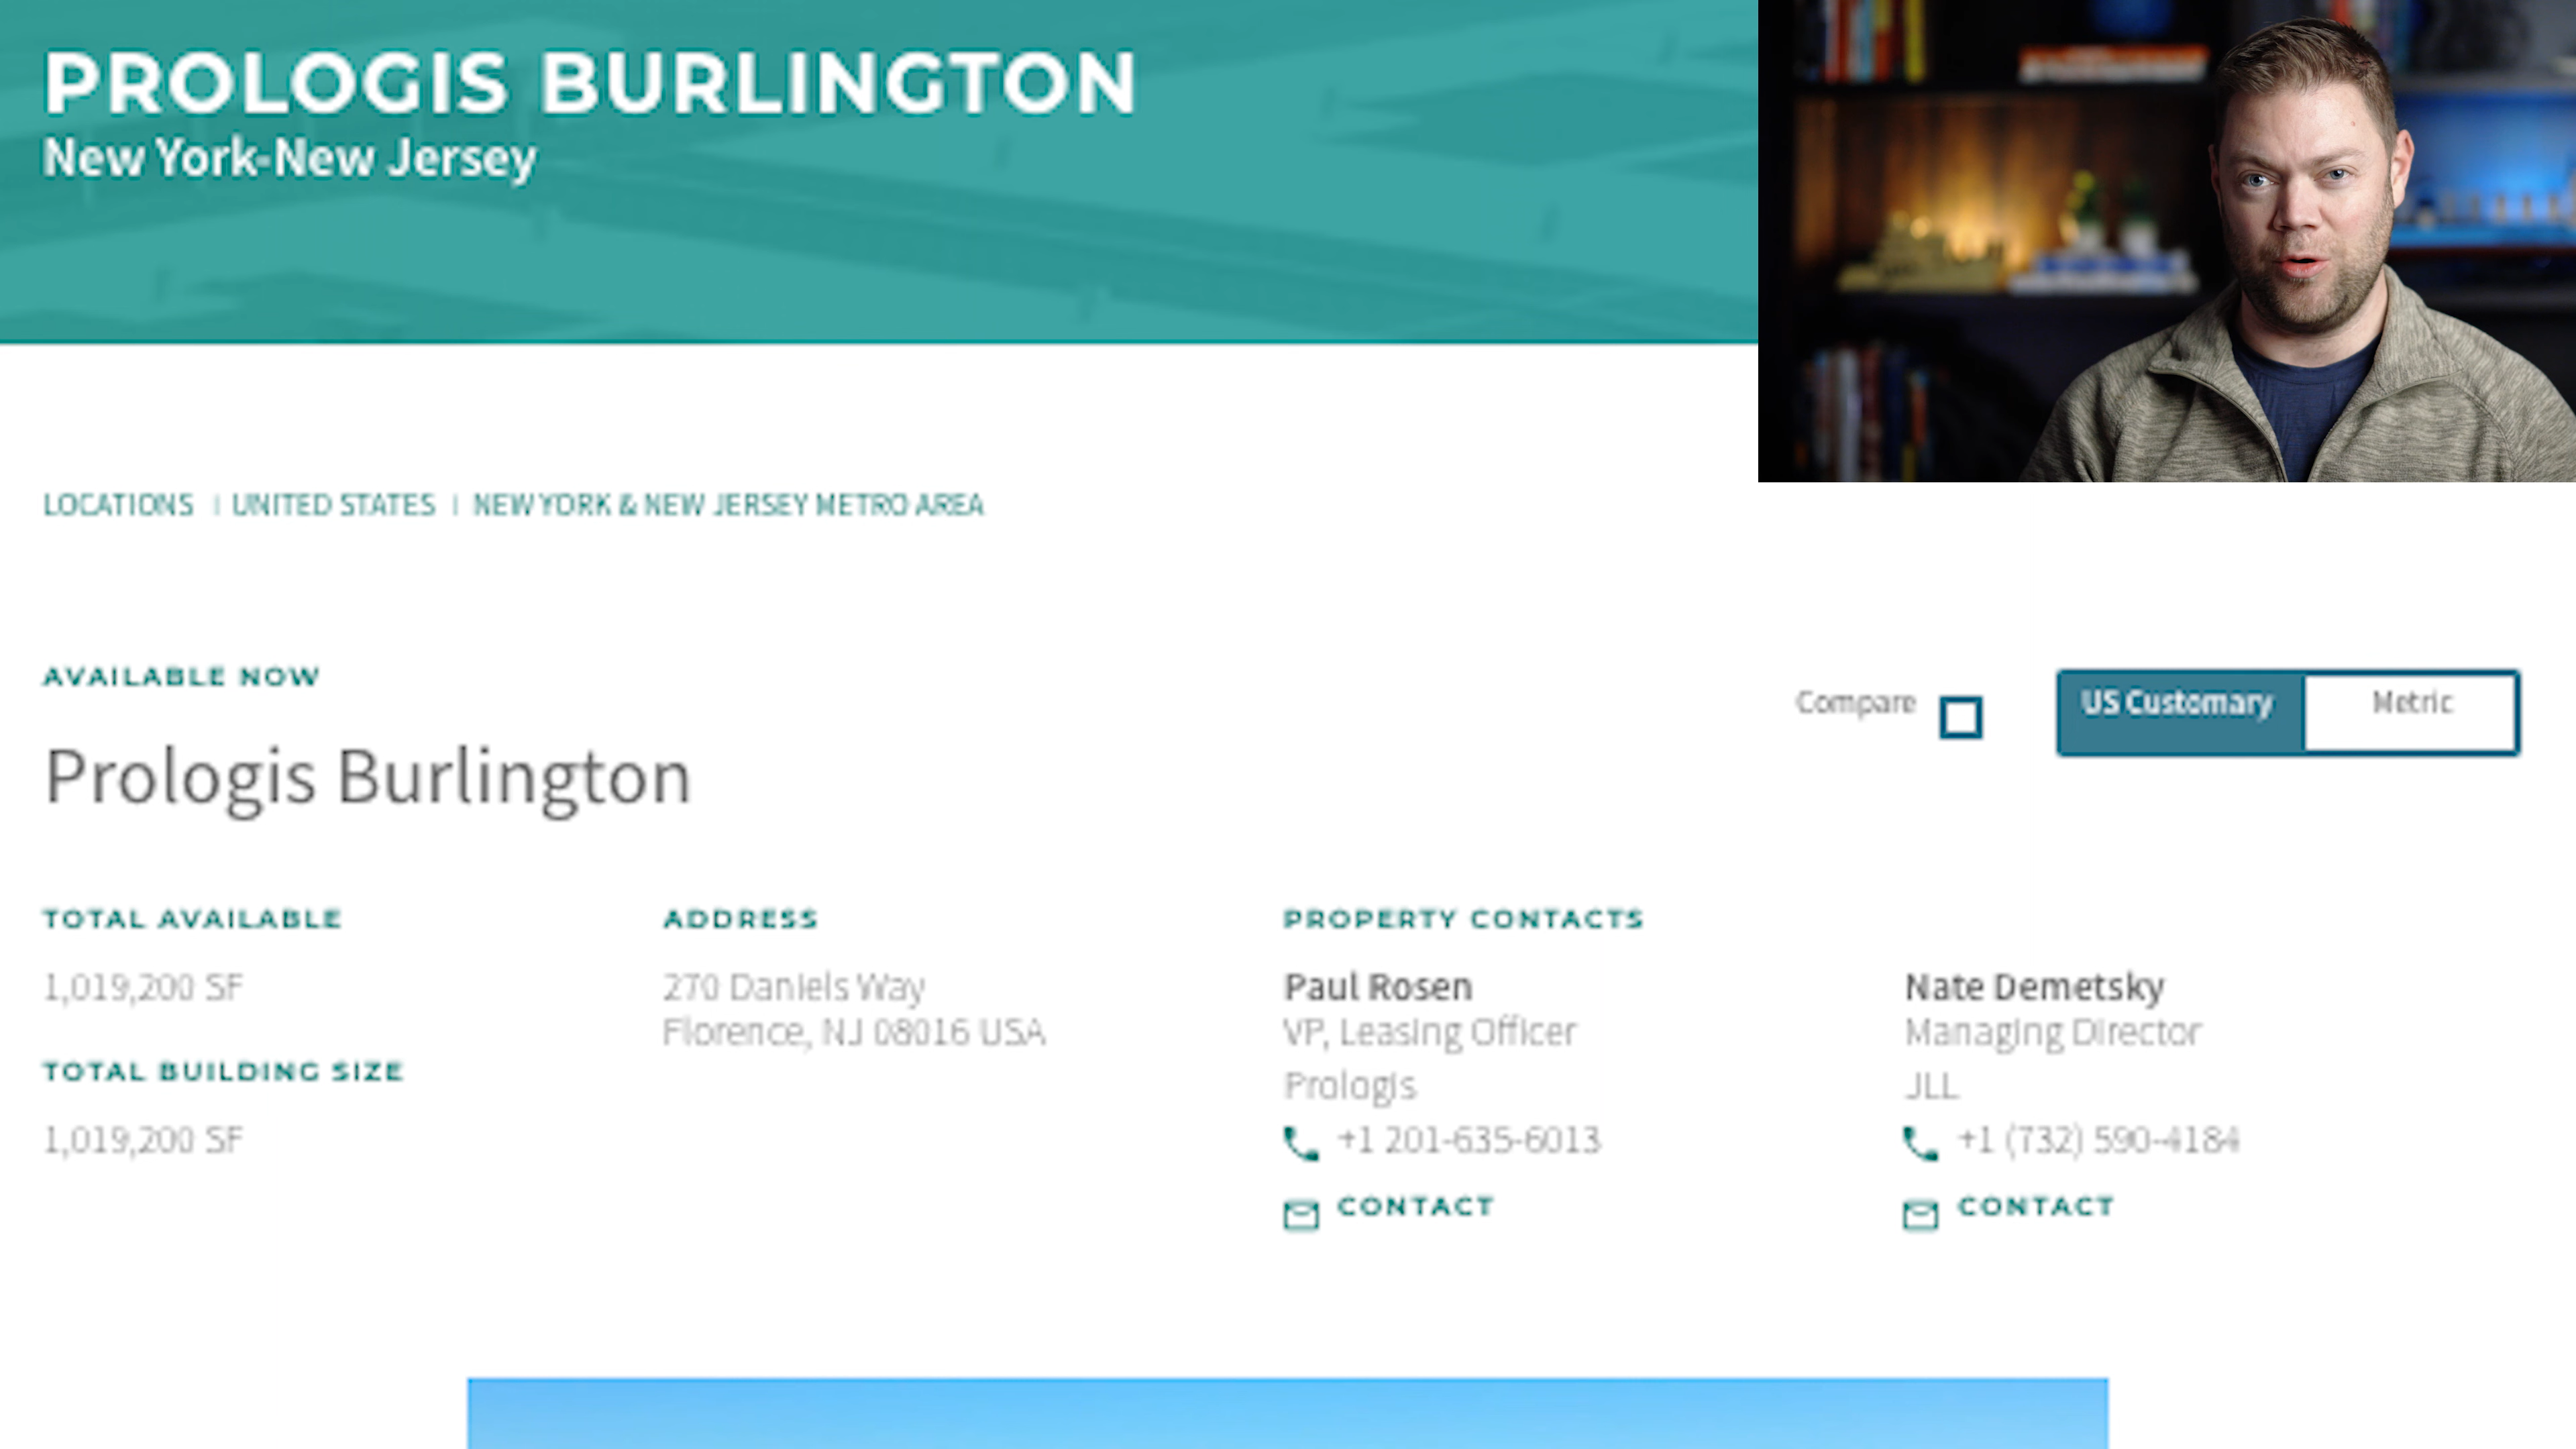 PROLOGIS BURLINGTON
New York-New Jersey
LOCATIONS | UNITED STATES | NEW YORK & NEW JERSEY METRO AREA
AVAILABLE NOW
Compare
US Customary
Metric
Prologis Burlington
TOTAL AVAILABLE
1,019,200 SF
TOTAL BUILDING SIZE
1,019,200 SF
ADDRESS
270 Daniels Way
Florence, NJ 08016 USA
PROPERTY CONTACTS
Paul Rosen
VP, Leasing Officer
Prologis
+1 201-635-6013
CONTACT
Nate Demetsky
Managing Director
JLL
+1 (732) 590-4184
CONTACT